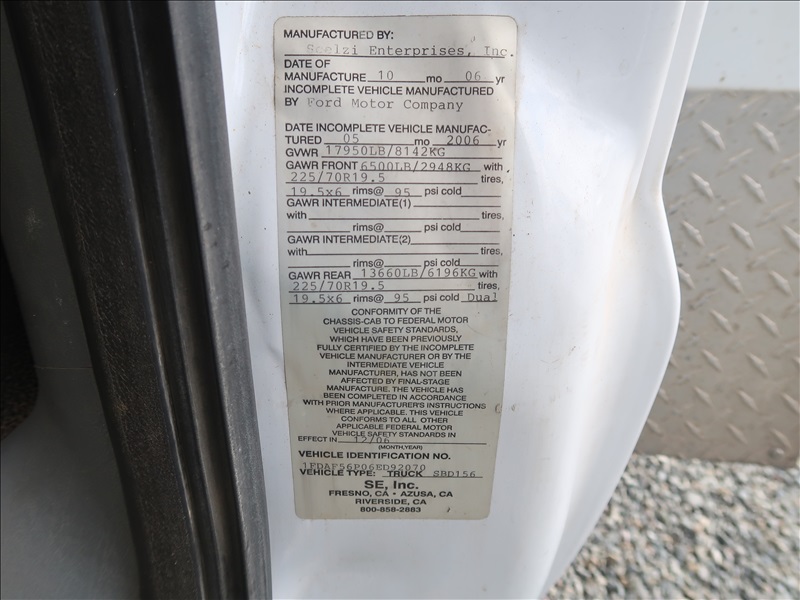 MANUFACTURED BY:
Scelzi Enterprises, Inc.
DATE OF
MANUFACTURE 10 mo 06 yr
INCOMPLETE VEHICLE MANUFACTURED
BY Ford Motor Company
DATE INCOMPLETE VEHICLE MANUFAC-
TURED 05 mo 2006 yr
GVWR 17950LB/8142KG
GAWR FRONT 6500LB/2948KG with
225/70R19.5 tires,
19.5x6 rims@ 95 psi cold
GAWR INTERMEDIATE(1)
with tires,
rims@ psi cold
GAWR INTERMEDIATE(2)
with tires,
rims@ psi cold
GAWR REAR 13660LB/6196KG with
225/70R19.5 tires,
19.5x6 rims@ 95 psi cold Dual
CONFORMITY OF THE
CHASSIS-CAB TO FEDERAL MOTOR
VEHICLE SAFETY STANDARDS,
WHICH HAVE BEEN PREVIOUSLY
FULLY CERTIFIED BY THE INCOMPLETE
VEHICLE MANUFACTURER OR BY THE
INTERMEDIATE VEHICLE
MANUFACTURER, HAS NOT BEEN
AFFECTED BY FINAL-STAGE
MANUFACTURE. THE VEHICLE HAS
BEEN COMPLETED IN ACCORDANCE
WITH PRIOR MANUFACTURER'S INSTRUCTIONS
WHERE APPLICABLE. THIS VEHICLE
CONFORMS TO ALL OTHER
APPLICABLE FEDERAL MOTOR
VEHICLE SAFETY STANDARDS IN
EFFECT IN 12/06
(MONTH,YEAR)
VEHICLE IDENTIFICATION NO.
1FDAF56P06ED92070
VEHICLE TYPE: TRUCK SBD156
SE, Inc.
FRESNO, CA • AZUSA, CA
RIVERSIDE, CA
800-858-2883